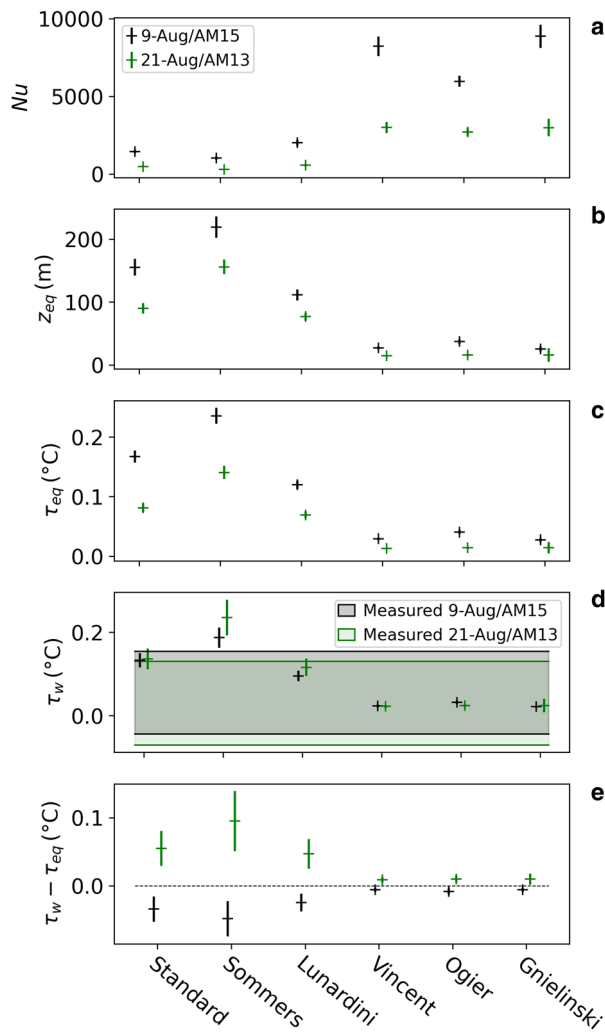 a
10000
9-Aug/AM15
21-Aug/AM13
Nu
5000
0
b
200
z_eq (m)
100
0
c
0.2
τ_eq (°C)
0.1
0.0
d
Measured 9-Aug/AM15
Measured 21-Aug/AM13
0.2
τ_w (°C)
0.0
e
0.1
τ_w − τ_eq (°C)
0.0
Standard
Sommers
Lunardini
Vincent
Ogier
Gnielinski